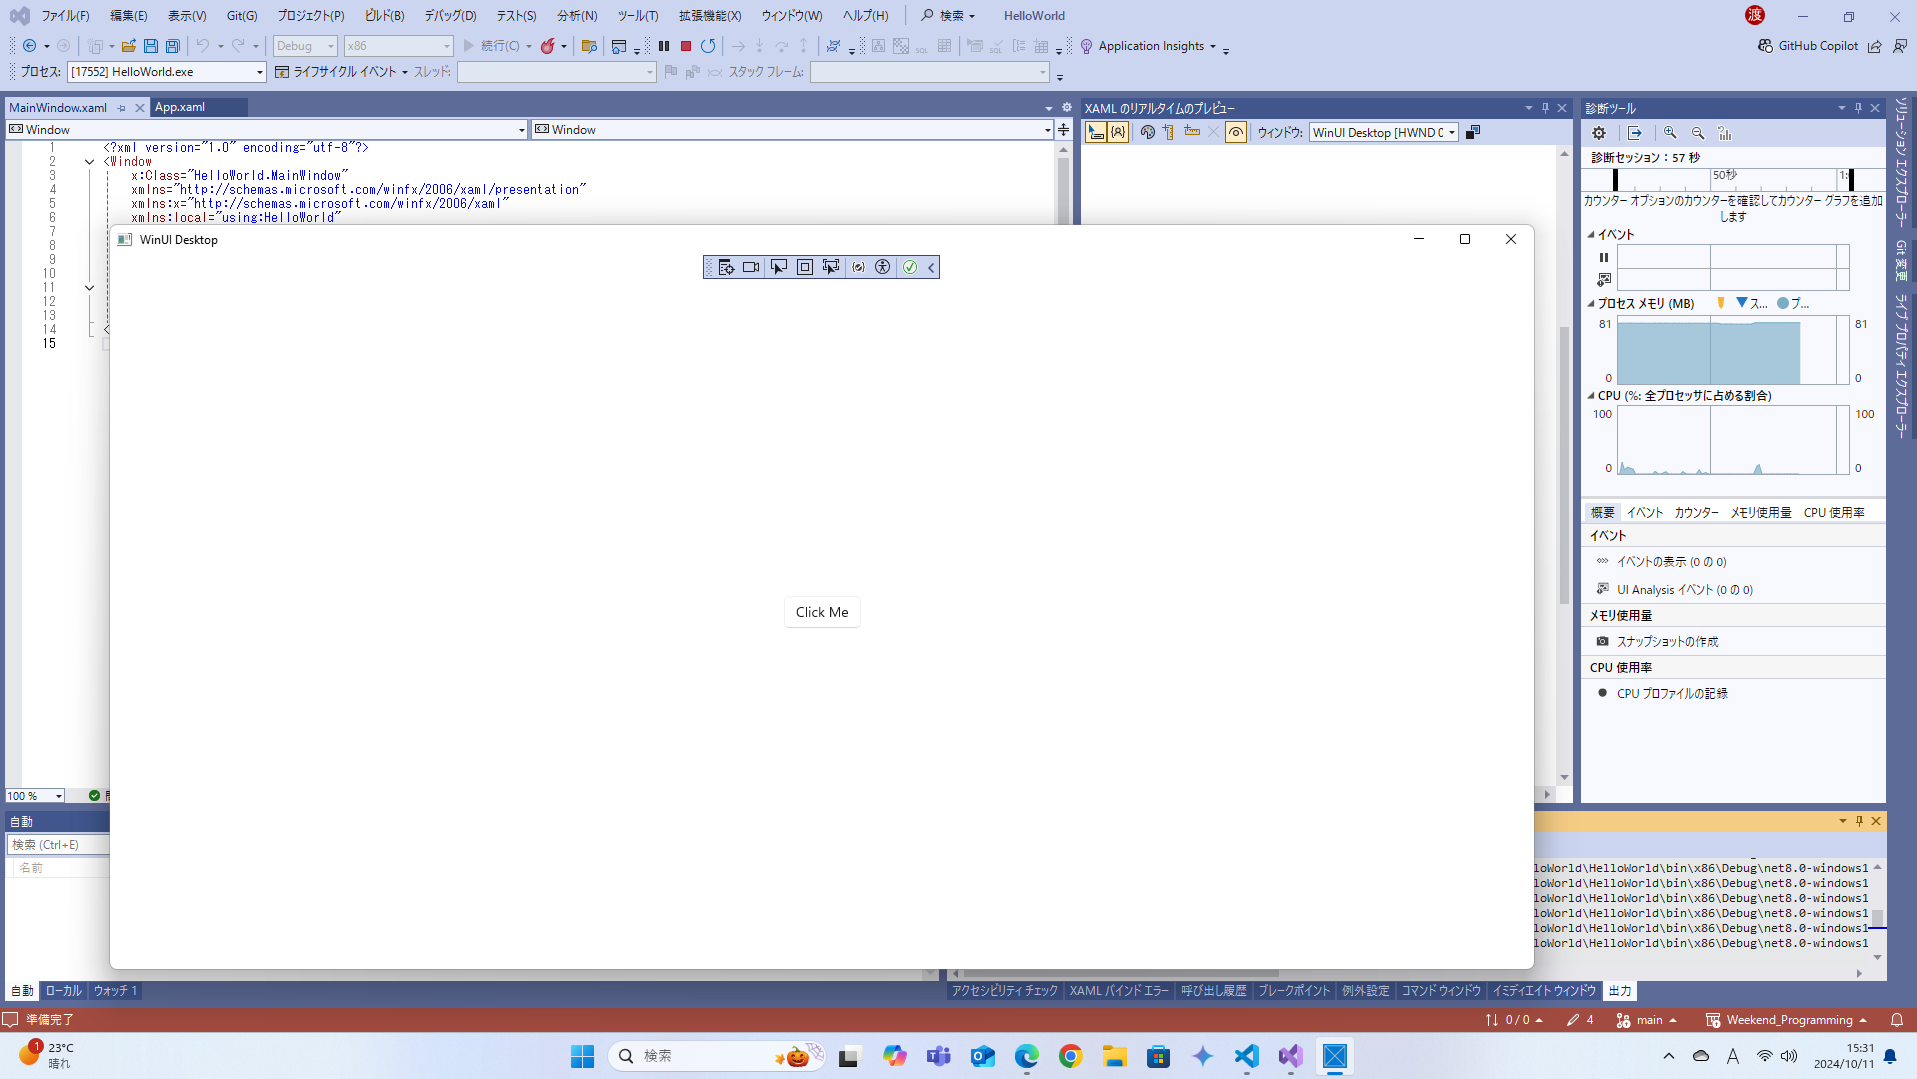 ファイル(F) 編集(E) 表示(V) Git(G) プロジェクト(P) ビルド(B) デバッグ(D) テスト(S) 分析(N) ツール(T) 拡張機能(X) ウィンドウ(W) ヘルプ(H) 検索 HelloWorld 渡
Debug x86 続行(C) Application Insights GitHub Copilot
プロセス: [17552] HelloWorld.exe ライフサイクル イベント スレッド: スタック フレーム:
MainWindow.xaml App.xaml
Window Window
1 <?xml version="1.0" encoding="utf-8"?>
2 <Window
3 x:Class="HelloWorld.MainWindow"
4 xmlns="http://schemas.microsoft.com/winfx/2006/xaml/presentation"
5 xmlns:x="http://schemas.microsoft.com/winfx/2006/xaml"
6 xmlns:local="using:HelloWorld"
7
8
9
10
11
12
13
14 <
15
100 %
XAML のリアルタイムのプレビュー
ウィンドウ: WinUI Desktop [HWND 0
WinUI Desktop
Click Me
診断ツール
診断セッション : 57 秒
50秒 1:
カウンター オプションのカウンターを確認してカウンター グラフを追加
します
イベント
プロセス メモリ (MB) ス... プ...
81 81
0 0
CPU (%: 全プロセッサに占める割合)
100 100
0 0
概要 イベント カウンター メモリ使用量 CPU 使用率
イベント
イベントの表示 (0 の 0)
UI Analysis イベント (0 の 0)
メモリ使用量
スナップショットの作成
CPU 使用率
CPU プロファイルの記録
ソリューション エクスプローラー
Git 変更
ライブ プロパティ エクスプローラー
自動
検索 (Ctrl+E)
名前
自動 ローカル ウォッチ 1
loWorld\HelloWorld\bin\x86\Debug\net8.0-windows1
loWorld\HelloWorld\bin\x86\Debug\net8.0-windows1
loWorld\HelloWorld\bin\x86\Debug\net8.0-windows1
loWorld\HelloWorld\bin\x86\Debug\net8.0-windows1
loWorld\HelloWorld\bin\x86\Debug\net8.0-windows1
loWorld\HelloWorld\bin\x86\Debug\net8.0-windows1
アクセシビリティ チェック XAML バインド エラー 呼び出し履歴 ブレークポイント 例外設定 コマンド ウィンドウ イミディエイト ウィンドウ 出力
準備完了 0 / 0 4 main Weekend_Programming
1 23°C
晴れ
検索
A 15:31
2024/10/11